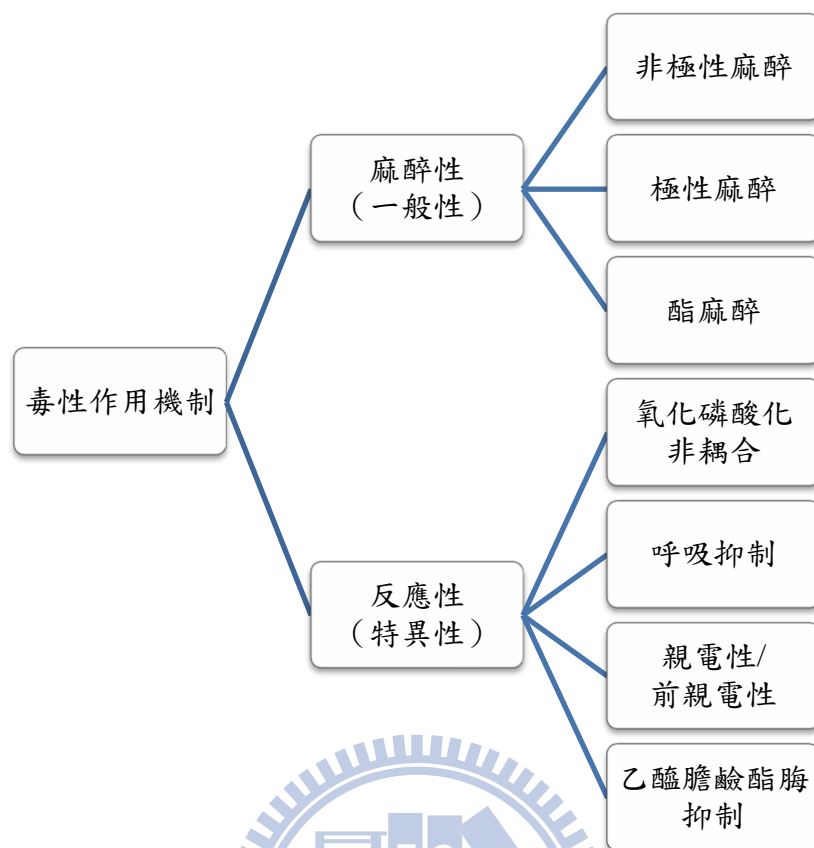 非極性麻醉
麻醉性
（一般性）
極性麻醉
酯麻醉
毒性作用機制
氧化磷酸化
非耦合
呼吸抑制
反應性
（特異性）
親電性/
前親電性
乙醯膽鹼酯脢
抑制